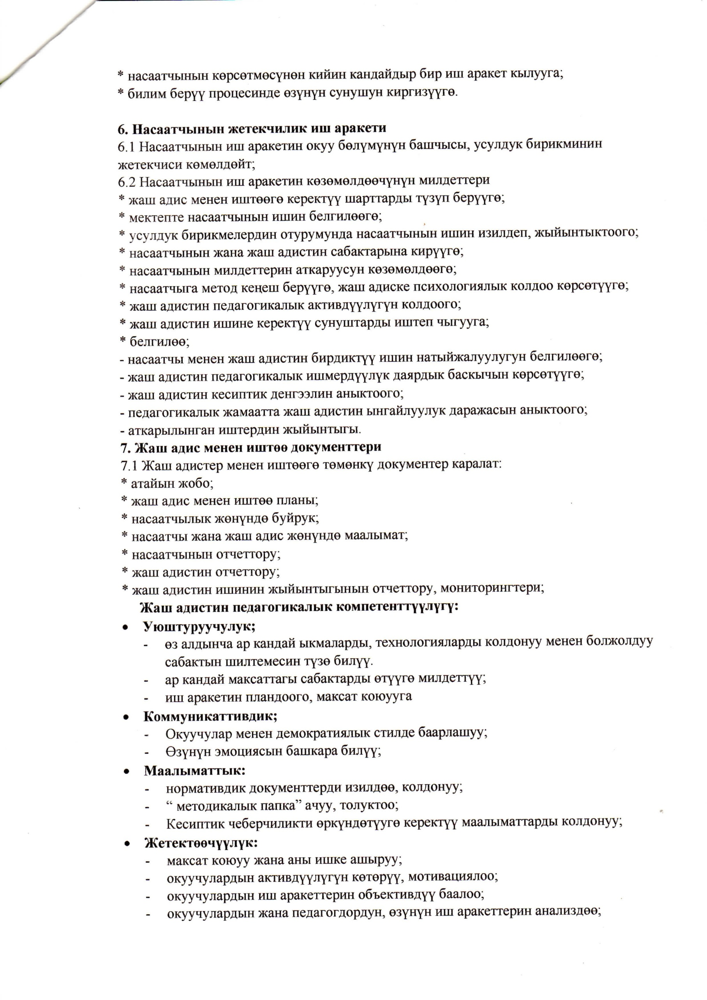 * насаатчынын көрсөтмөсүнөн кийин кандайдыр бир иш аракет кылууга;
* билим берүү процесинде өзүнүн сунушун киргизүүгө.
6. Насаатчынын жетекчилик иш аракети
6.1 Насаатчынын иш аракетин окуу бөлүмүнүн башчысы, усулдук бирикминин
жетекчиси көмөлдөйт;
6.2 Насаатчынын иш аракетин көзөмөлдөөчүнүн милдеттери
* жаш адис менен иштөөгө керектүү шарттарды түзүп берүүгө;
* мектепте насаатчынын ишин белгилөөгө;
* усулдук бирикмелердин отурумунда насаатчынын ишин изилдеп, жыйынтыктоого;
* насаатчынын жана жаш адистин сабактарына кирүүгө;
* насаатчынын милдеттерин аткаруусун көзөмөлдөөгө;
* насаатчыга метод кеңеш берүүгө, жаш адиске психологиялык колдоо көрсөтүүгө;
* жаш адистин педагогикалык активдүүлүгүн колдоого;
* жаш адистин ишине керектүү сунуштарды иштеп чыгууга;
* белгилөө;
- насаатчы менен жаш адистин бирдиктүү ишин натыйжалуулугун белгилөөгө;
- жаш адистин педагогикалык ишмердүүлүк даярдык баскычын көрсөтүүгө;
- жаш адистин кесиптик денгээлин аныктоого;
- педагогикалык жамаатта жаш адистин ынгайлуулук даражасын аныктоого;
- аткарылынган иштердин жыйынтыгы.
7. Жаш адис менен иштөө документтери
7.1 Жаш адистер менен иштөөгө төмөнкү документер каралат:
* атайын жобо;
* жаш адис менен иштөө планы;
* насаатчылык жөнүндө буйрук;
* насаатчы жана жаш адис жөнүндө маалымат;
* насаатчынын отчеттору;
* жаш адистин отчеттору;
* жаш адистин ишинин жыйынтыгынын отчеттору, мониторингтери;
Жаш адистин педагогикалык компетенттүүлүгү:
• Уюштуруучулук;
- өз алдынча ар кандай ыкмаларды, технологияларды колдонуу менен болжолдуу
сабактын шилтемесин түзө билүү.
- ар кандай максаттагы сабактарды өтүүгө милдеттүү;
- иш аракетин пландоого, максат коюууга
• Коммуникаттивдик;
- Окуучулар менен демократиялык стилде баарлашуу;
- Өзүнүн эмоциясын башкара билүү;
• Маалыматтык:
- нормативдик документтерди изилдөө, колдонуу;
- “ методикалык папка” ачуу, толуктоо;
- Кесиптик чеберчиликти өркүндөтүугө керектүү маалыматтарды колдонуу;
• Жетектөөчүүлүк:
- максат коюуу жана аны ишке ашыруу;
- окуучулардын активдүүлүгүн көтөрүү, мотивациялоо;
- окуучулардын иш аракеттерин объективдүү баалоо;
- окуучулардын жана педагогдордун, өзүнүн иш аракеттерин анализдөө;